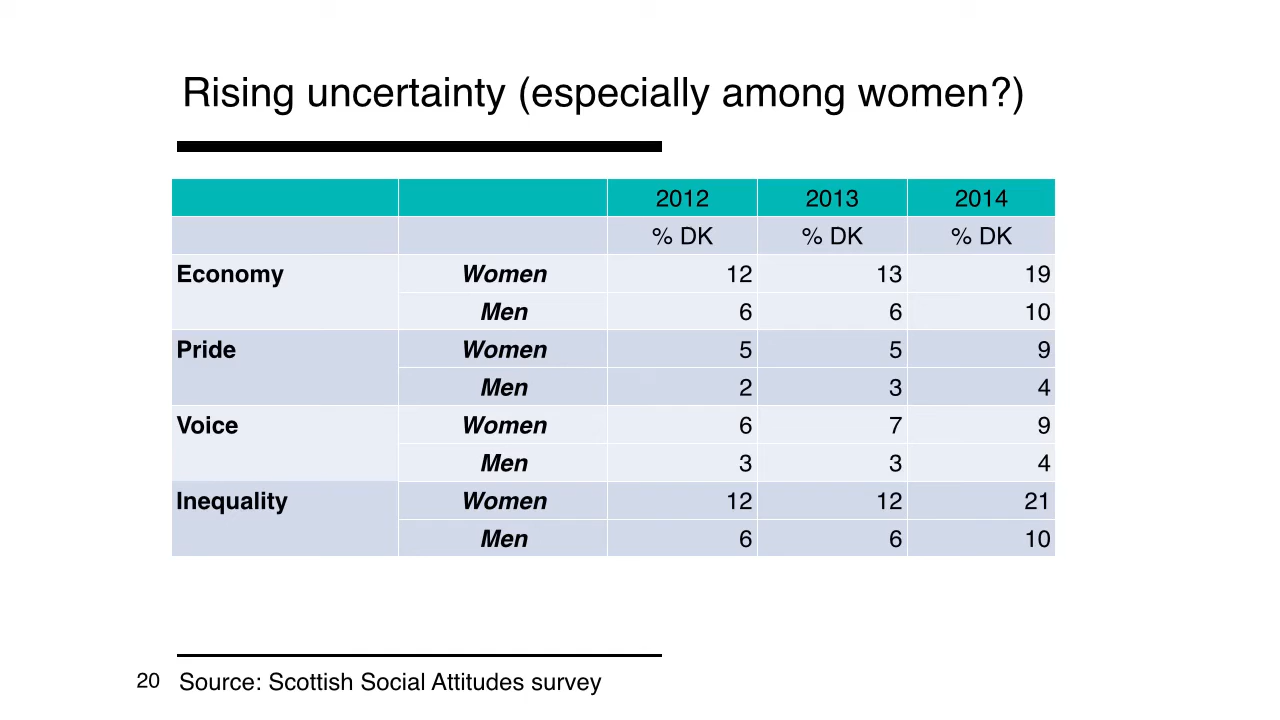 Rising uncertainty (especially among women?)
2012 2013 2014
% DK % DK % DK
Economy Women 12 13 19
Men 6 6 10
Pride Women 5 5 9
Men 2 3 4
Voice Women 6 7 9
Men 3 3 4
Inequality Women 12 12 21
Men 6 6 10
20 Source: Scottish Social Attitudes survey